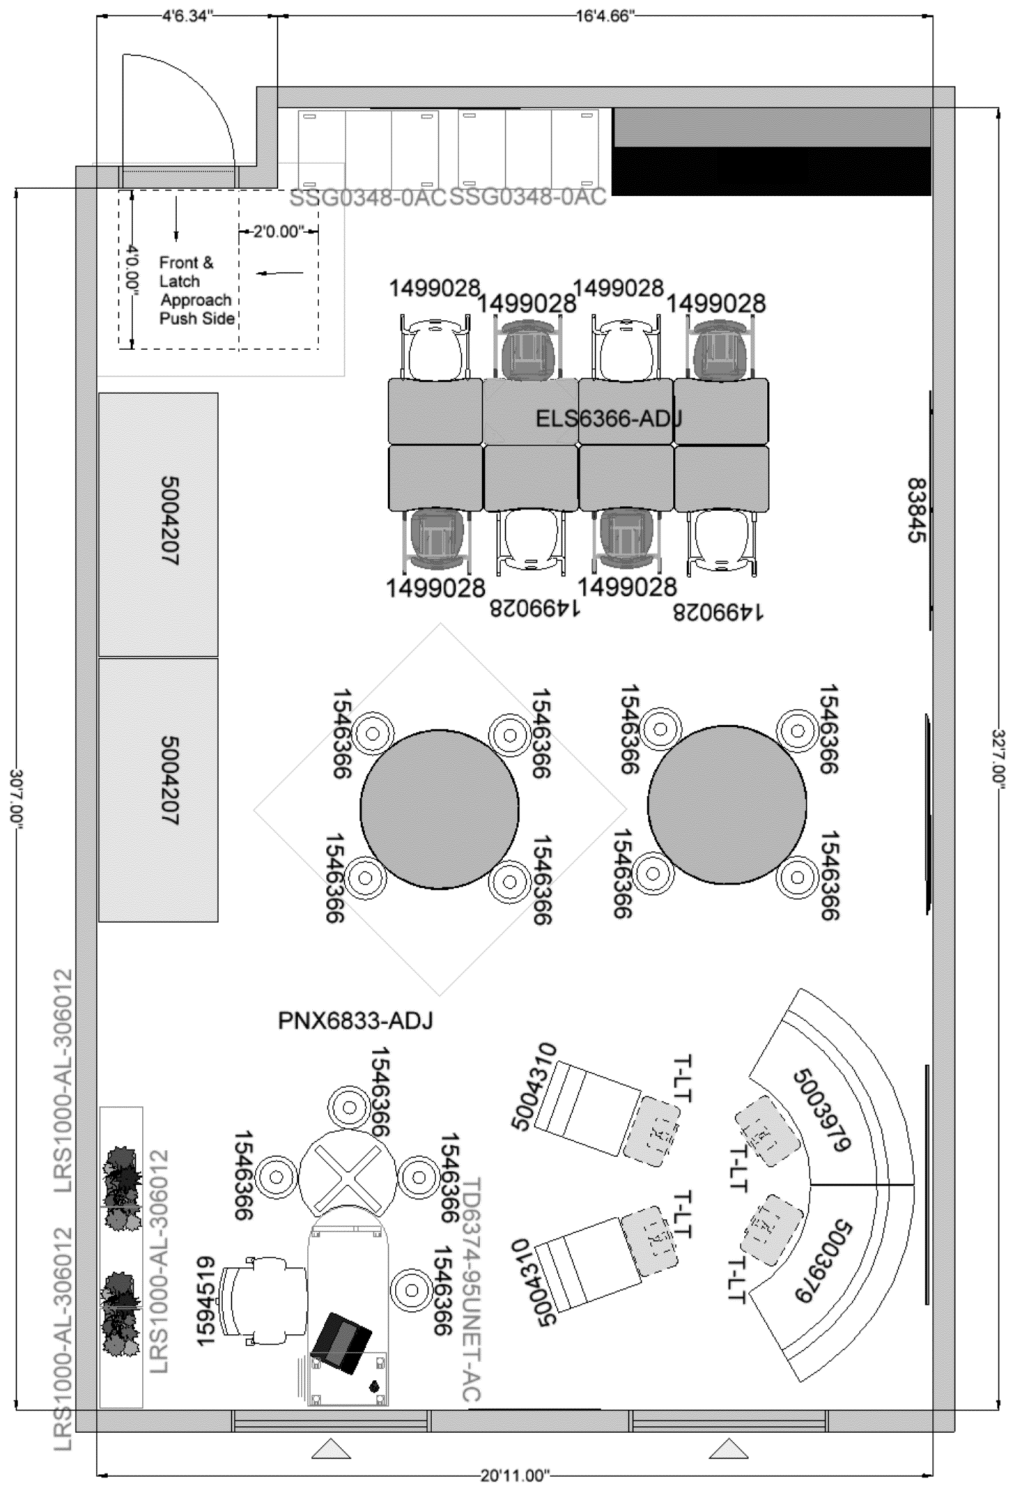 4'6.34"
16'4.66"
SSG0348-0AC
SSG0348-0AC
4'0.00"
2'0.00"
Front &
Latch
Approach
Push Side
1499028
1499028
1499028
1499028
ELS6366-ADJ
5004207
83845
1499028
1499028
1499028
1499028
1546366
1546366
1546366
1546366
5004207
30'7.00"
32'7.00"
1546366
1546366
1546366
1546366
LRS1000-AL-306012
PNX6833-ADJ
1546366
5004310
T-LT
5003979
1546366
1546366
T-LT
LRS1000-AL-306012
TD6374-95UNET-AC
T-LT
LRS1000-AL-306012
1594519
1546366
5004310
T-LT
5003979
20'11.00"